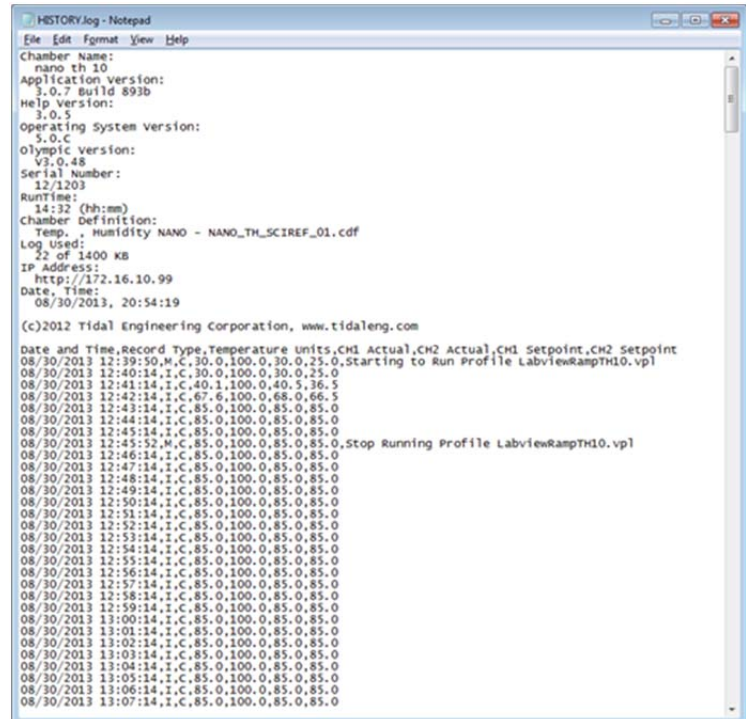 HISTORY.log - Notepad
File Edit Format View Help
Chamber Name:
nano th 10
Application Version:
3.0.7 Build 893b
Help Version:
3.0.5
Operating System Version:
5.0.C
Olympic Version:
V3.0.48
Serial Number:
12/1203
RunTime:
14:32 (hh:mm)
Chamber Definition:
Temp. , Humidity NANO - NANO_TH_SCIREF_01.cdf
Log Used:
22 of 1400 KB
IP Address:
http://172.16.10.99
Date, Time:
08/30/2013, 20:54:19
(c)2012 Tidal Engineering Corporation, www.tidaleng.com
Date and Time,Record Type,Temperature Units,CH1 Actual,CH2 Actual,CH1 Setpoint,CH2 Setpoint
08/30/2013 12:39:50,M,C,30.0,100.0,30.0,25.0,Starting to Run Profile LabviewRampTH10.vpl
08/30/2013 12:40:14,I,C,30.0,100.0,30.0,25.0
08/30/2013 12:41:14,I,C,40.1,100.0,40.5,36.5
08/30/2013 12:42:14,I,C,67.6,100.0,68.0,66.5
08/30/2013 12:43:14,I,C,85.0,100.0,85.0,85.0
08/30/2013 12:44:14,I,C,85.0,100.0,85.0,85.0
08/30/2013 12:45:14,I,C,85.0,100.0,85.0,85.0
08/30/2013 12:45:52,M,C,85.0,100.0,85.0,85.0,Stop Running Profile LabviewRampTH10.vpl
08/30/2013 12:46:14,I,C,85.0,100.0,85.0,85.0
08/30/2013 12:47:14,I,C,85.0,100.0,85.0,85.0
08/30/2013 12:48:14,I,C,85.0,100.0,85.0,85.0
08/30/2013 12:49:14,I,C,85.0,100.0,85.0,85.0
08/30/2013 12:50:14,I,C,85.0,100.0,85.0,85.0
08/30/2013 12:51:14,I,C,85.0,100.0,85.0,85.0
08/30/2013 12:52:14,I,C,85.0,100.0,85.0,85.0
08/30/2013 12:53:14,I,C,85.0,100.0,85.0,85.0
08/30/2013 12:54:14,I,C,85.0,100.0,85.0,85.0
08/30/2013 12:55:14,I,C,85.0,100.0,85.0,85.0
08/30/2013 12:56:14,I,C,85.0,100.0,85.0,85.0
08/30/2013 12:57:14,I,C,85.0,100.0,85.0,85.0
08/30/2013 12:58:14,I,C,85.0,100.0,85.0,85.0
08/30/2013 12:59:14,I,C,85.0,100.0,85.0,85.0
08/30/2013 13:00:14,I,C,85.0,100.0,85.0,85.0
08/30/2013 13:01:14,I,C,85.0,100.0,85.0,85.0
08/30/2013 13:02:14,I,C,85.0,100.0,85.0,85.0
08/30/2013 13:03:14,I,C,85.0,100.0,85.0,85.0
08/30/2013 13:04:14,I,C,85.0,100.0,85.0,85.0
08/30/2013 13:05:14,I,C,85.0,100.0,85.0,85.0
08/30/2013 13:06:14,I,C,85.0,100.0,85.0,85.0
08/30/2013 13:07:14,I,C,85.0,100.0,85.0,85.0